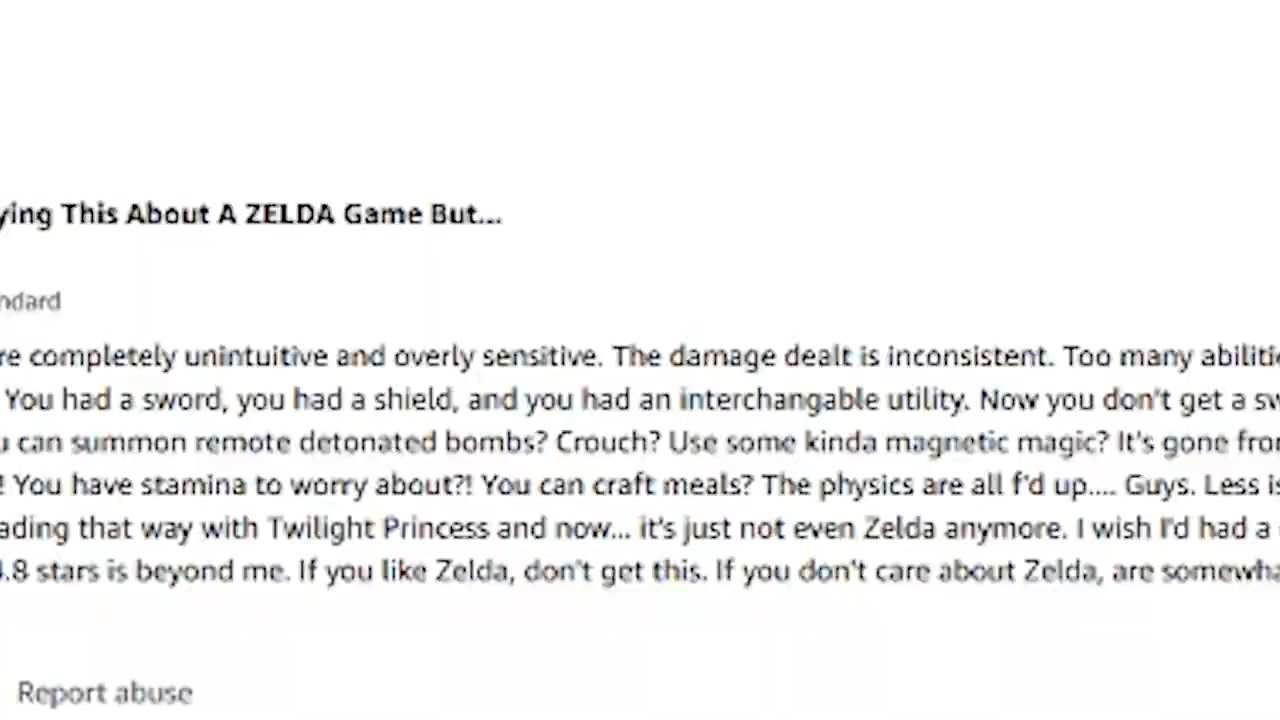 ying This About A ZELDA Game But...
ndard
re completely unintuitive and overly sensitive. The damage dealt is inconsistent. Too many abilitie
You had a sword, you had a shield, and you had an interchangable utility. Now you don't get a sw
u can summon remote detonated bombs? Crouch? Use some kinda magnetic magic? It's gone fro
! You have stamina to worry about?! You can craft meals? The physics are all f'd up.... Guys. Less is
ading that way with Twilight Princess and now... it's just not even Zelda anymore. I wish I'd had a
.8 stars is beyond me. If you like Zelda, don't get this. If you don't care about Zelda, are somewha
Report abuse